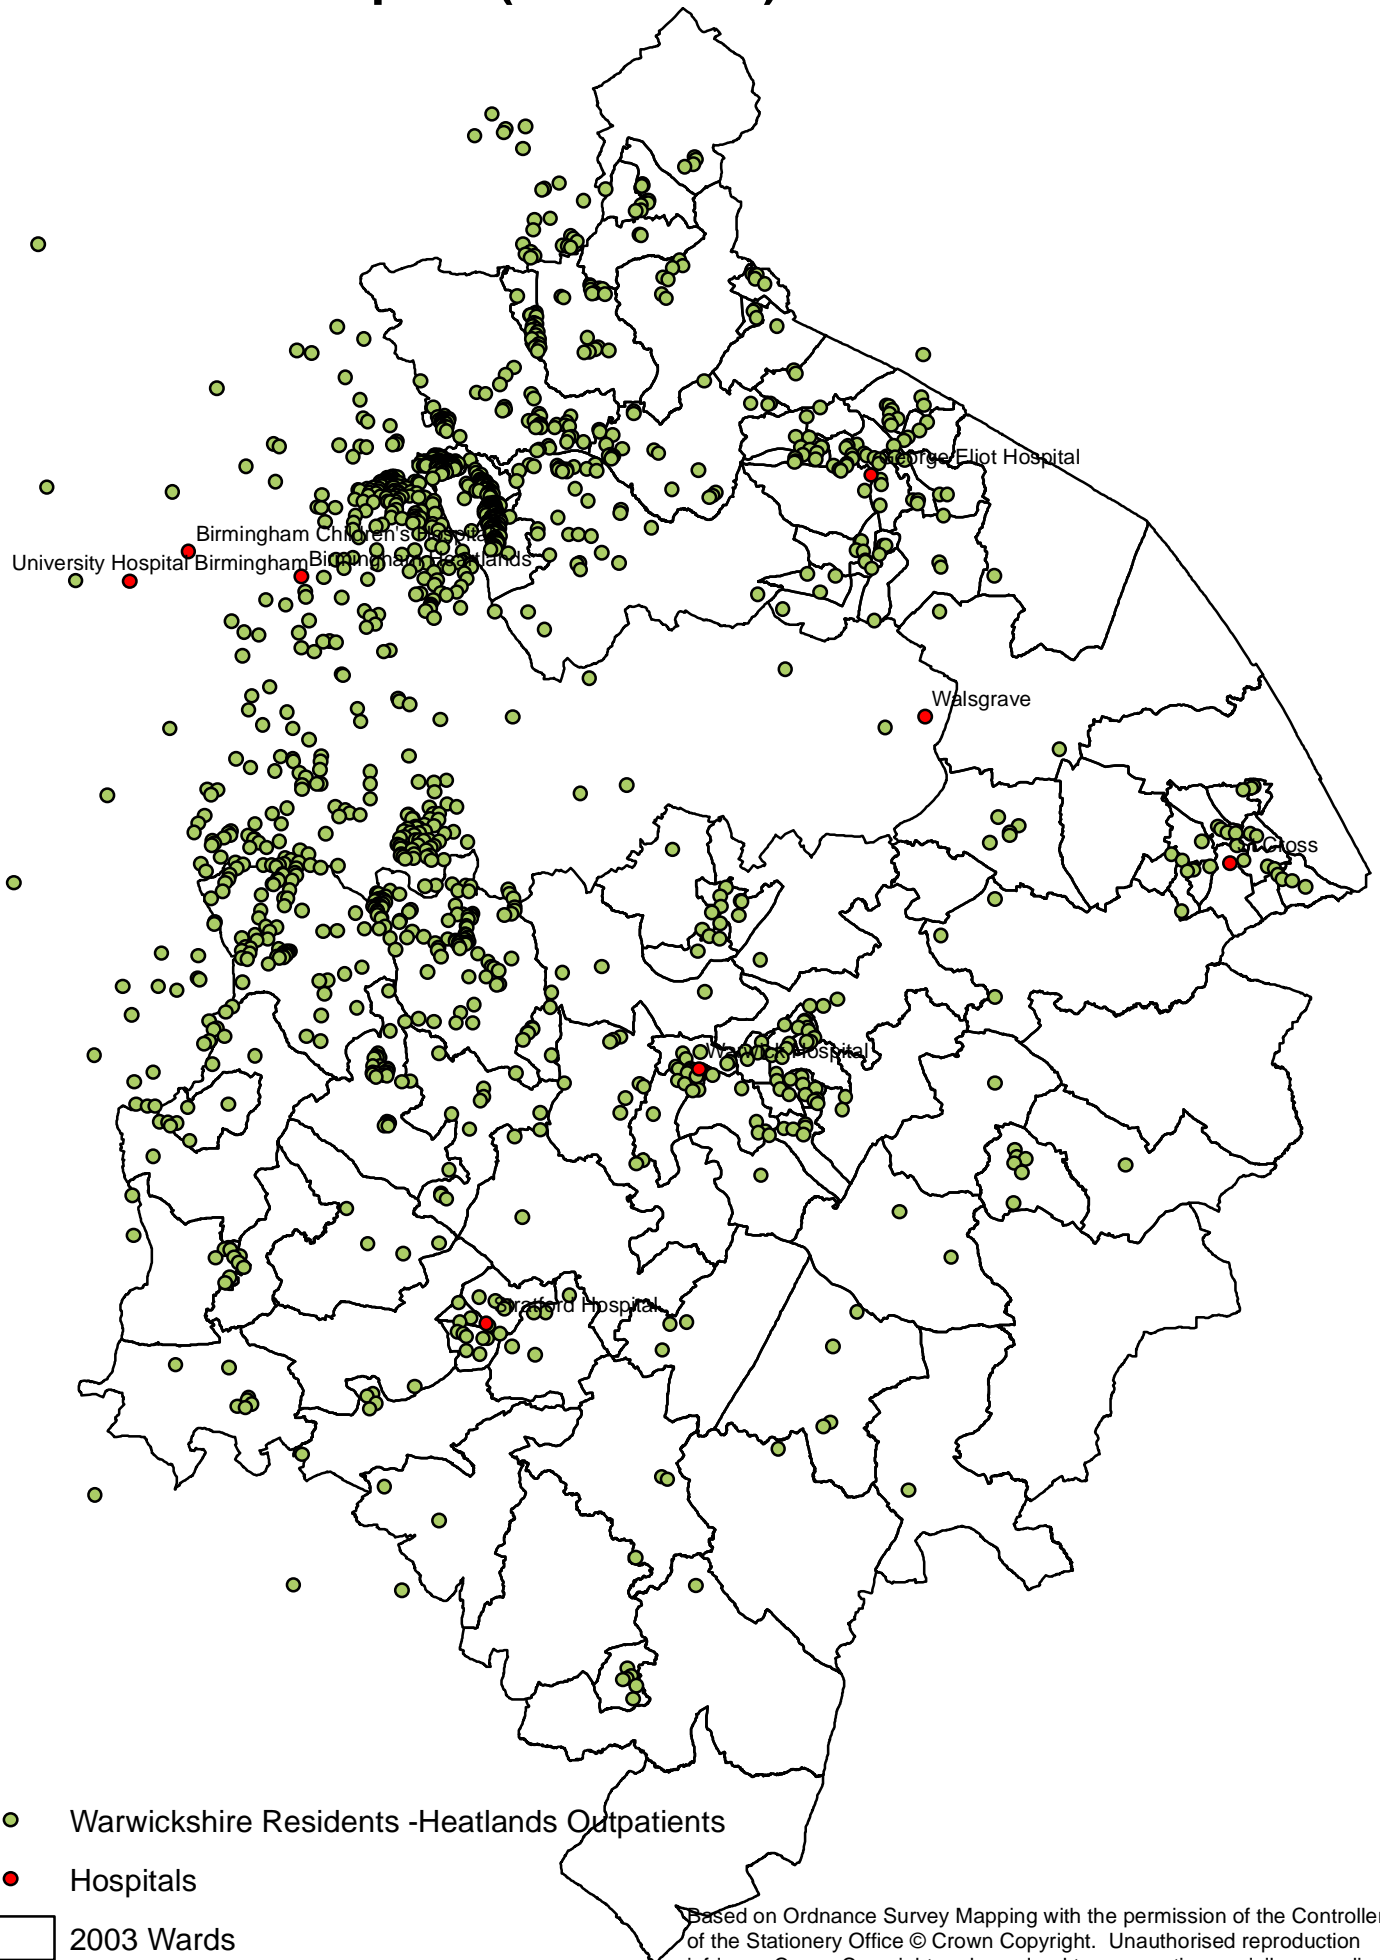 George Eliot Hospital
Birmingham Children's Hospital
University Hospital Birmingham
Birmingham Heartlands
Walsgrave
St Cross
Warwick Hospital
Stratford Hospital
Warwickshire Residents -Heatlands Outpatients
Hospitals
2003 Wards
Based on Ordnance Survey Mapping with the permission of the Controller
of the Stationery Office © Crown Copyright. Unauthorised reproduction